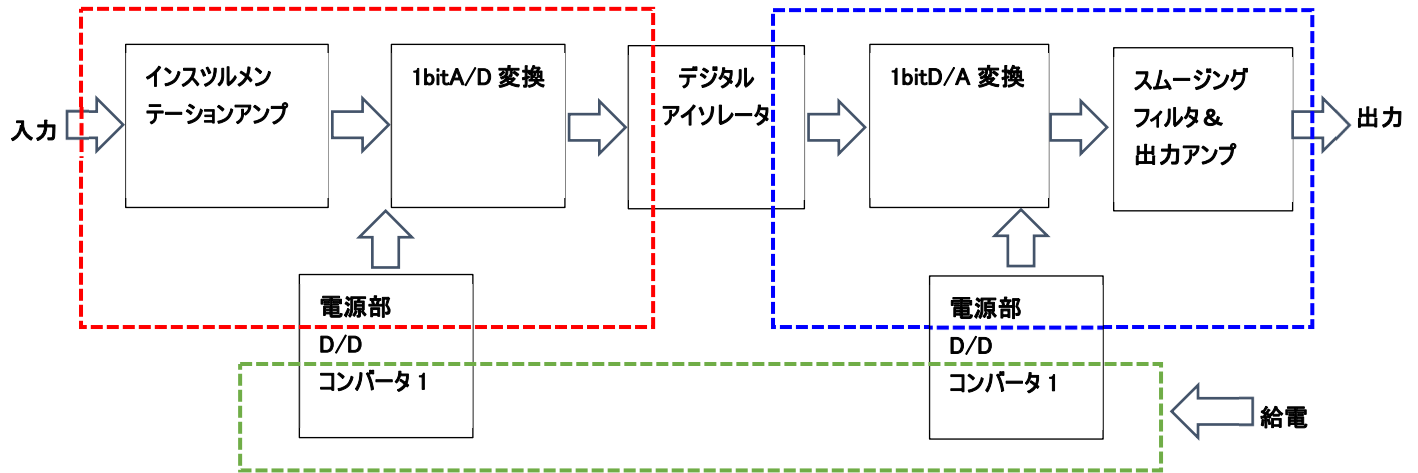 入力
インスツルメン
テーションアンプ
1bitA/D 変換
デジタル
アイソレータ
1bitD/A 変換
スムージング
フィルタ＆
出力アンプ
出力
電源部
D/D
コンバータ 1
電源部
D/D
コンバータ 1
給電